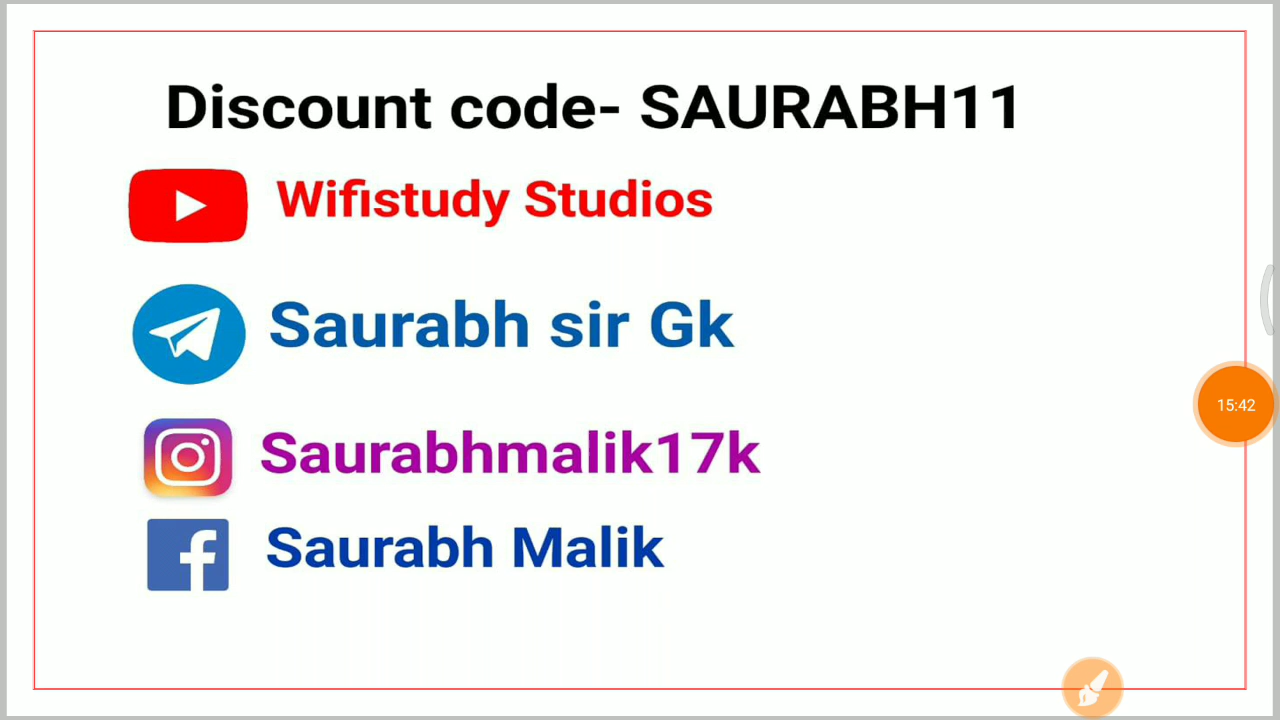 Discount code- SAURABH11
Wifistudy Studios
Saurabh sir Gk
Saurabhmalik17k
15:42
Saurabh Malik